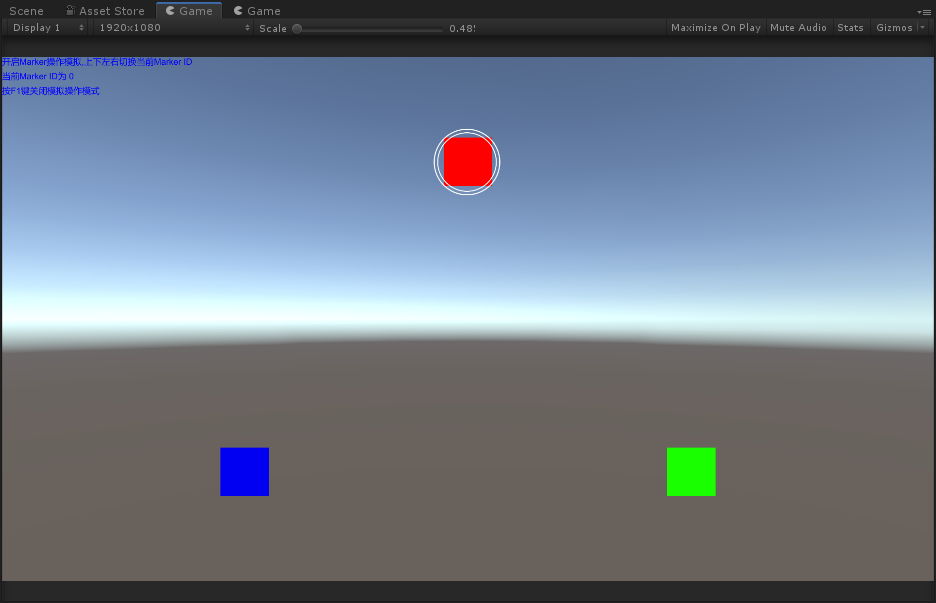 Scene Asset Store Game Game
Display 1 1920x1080 Scale 0.48! Maximize On Play Mute Audio Stats Gizmos
开启Marker操作模拟,上下左右切换当前Marker ID
当前Marker ID为 0
按F1键关闭模拟操作模式